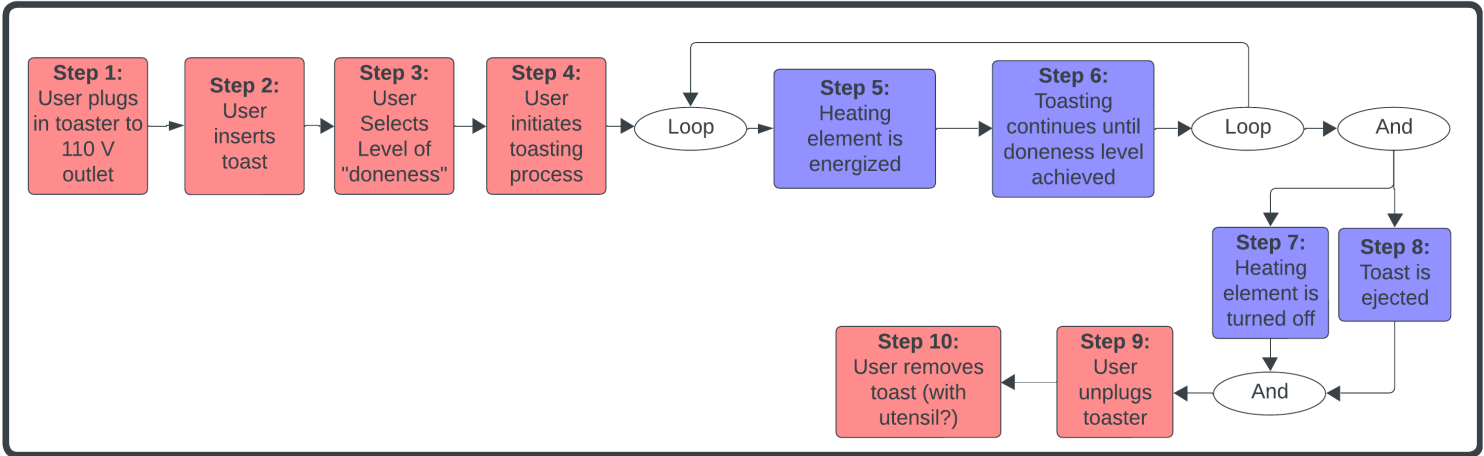 Step 1:
User plugs
in toaster to
110 V
outlet
Step 2:
User
inserts
toast
Step 3:
User
Selects
Level of
"doneness"
Step 4:
User
initiates
toasting
process
Loop
Step 5:
Heating
element is
energized
Step 6:
Toasting
continues until
doneness level
achieved
Loop
And
Step 7:
Heating
element is
turned off
Step 8:
Toast is
ejected
And
Step 9:
User
unplugs
toaster
Step 10:
User removes
toast (with
utensil?)